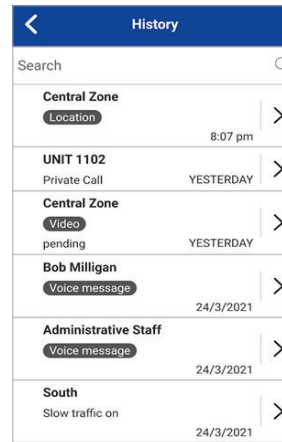 History
Search
Central Zone
Location
8:07 pm
UNIT 1102
Private Call YESTERDAY
Central Zone
Video
pending YESTERDAY
Bob Milligan
Voice message
24/3/2021
Administrative Staff
Voice message
24/3/2021
South
Slow traffic on
24/3/2021